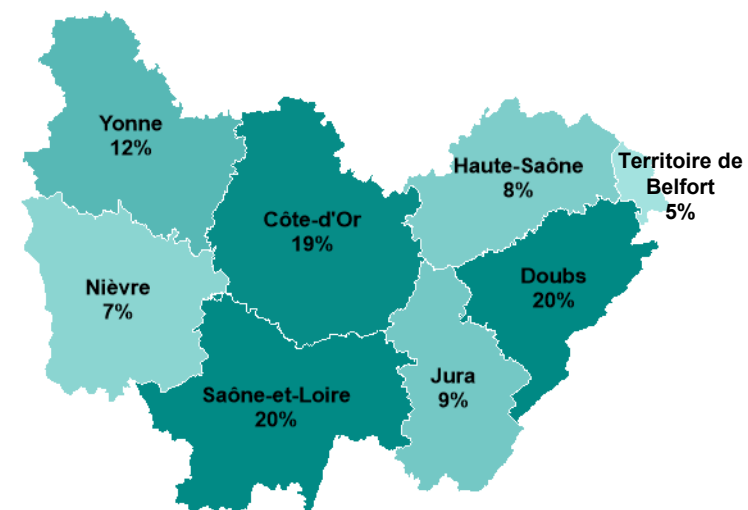 Yonne
12%
Haute-Saône
8%
Territoire de
Belfort
5%
Côte-d'Or
19%
Doubs
20%
Nièvre
7%
Jura
9%
Saône-et-Loire
20%